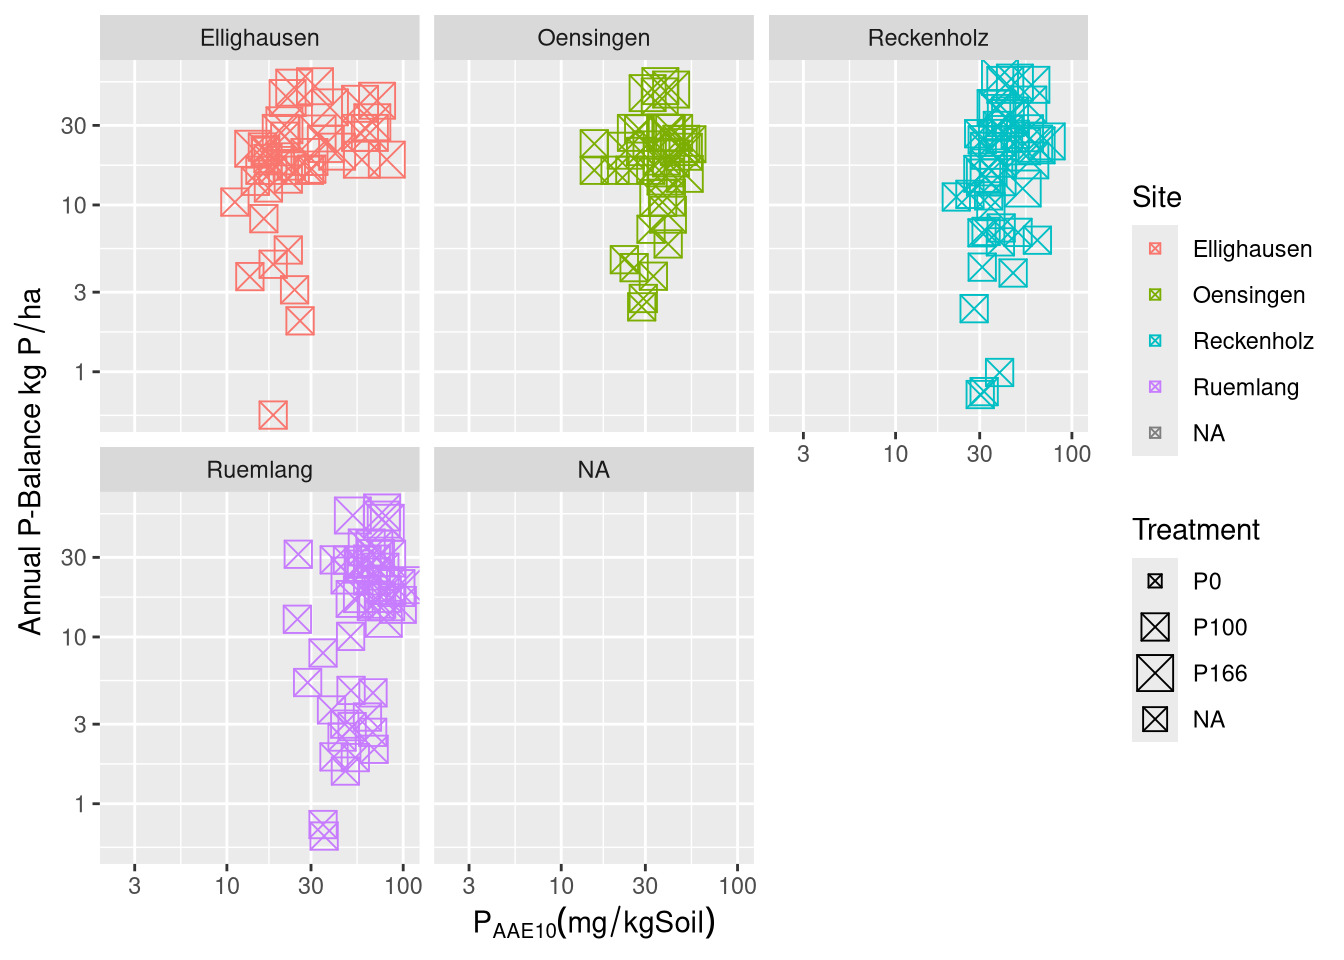 Ellighausen Oensingen Reckenholz
30
10
3
1
3 10 30 100
Ruemlang NA
30
10
3
1
3 10 30 100 3 10 30 100
Annual P-Balance kg P/ha
P_AAE10(mg/kgSoil)
Site
Ellighausen
Oensingen
Reckenholz
Ruemlang
NA
Treatment
P0
P100
P166
NA